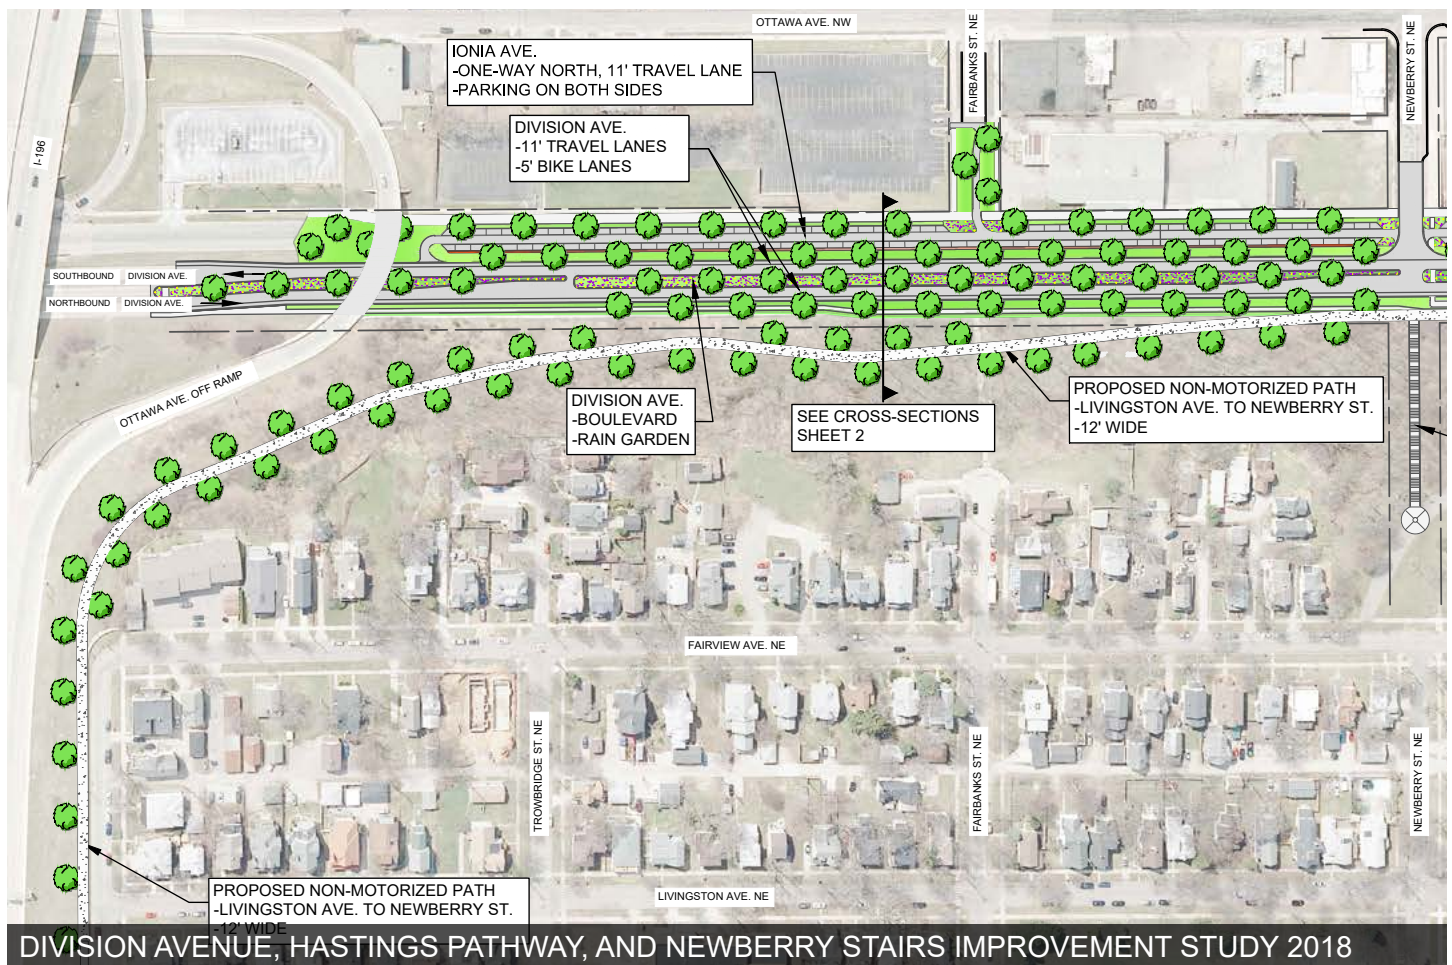 OTTAWA AVE. NW
FAIRBANKS ST. NE
NEWBERRY ST. NE
I-196
IONIA AVE.
-ONE-WAY NORTH, 11' TRAVEL LANE
-PARKING ON BOTH SIDES
DIVISION AVE.
-11' TRAVEL LANES
-5' BIKE LANES
SOUTHBOUND DIVISION AVE.
NORTHBOUND DIVISION AVE.
OTTAWA AVE. OFF RAMP
DIVISION AVE.
-BOULEVARD
-RAIN GARDEN
SEE CROSS-SECTIONS
SHEET 2
PROPOSED NON-MOTORIZED PATH
-LIVINGSTON AVE. TO NEWBERRY ST.
-12' WIDE
FAIRVIEW AVE. NE
TROWBRIDGE ST. NE
FAIRBANKS ST. NE
NEWBERRY ST. NE
LIVINGSTON AVE. NE
PROPOSED NON-MOTORIZED PATH
-LIVINGSTON AVE. TO NEWBERRY ST.
-12' WIDE
DIVISION AVENUE, HASTINGS PATHWAY, AND NEWBERRY STAIRS IMPROVEMENT STUDY 2018